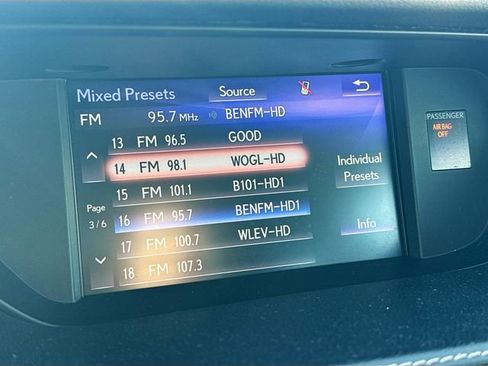 Mixed Presets Source
FM 95.7 MHz BENFM-HD
13 FM 96.5 GOOD
14 FM 98.1 WOGL-HD
15 FM 101.1 B101-HD1
16 FM 95.7 BENFM-HD1
17 FM 100.7 WLEV-HD
18 FM 107.3
Page
3/6
Individual
Presets
Info
PASSENGER
AIR BAG
OFF